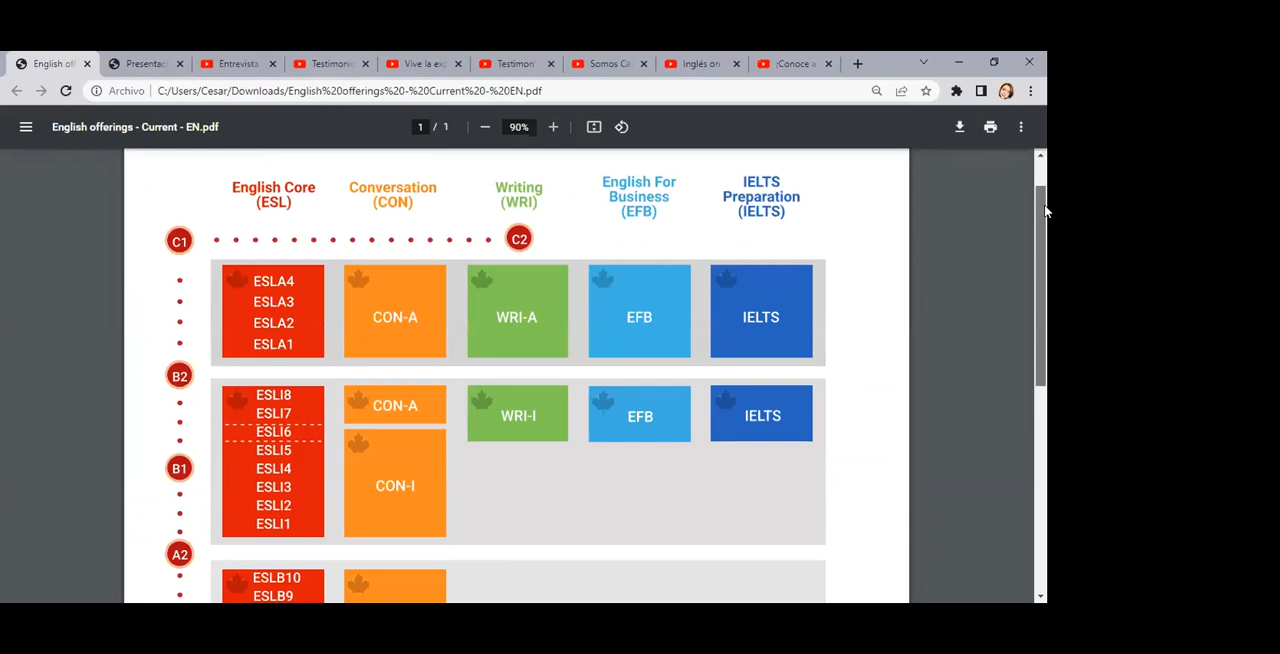 English off
Presentaci
Entrevista
Testimoni
Vive la exp
Testimon
Somos Ca
Inglés on
¡Conoce a
Archivo C:/Users/Cesar/Downloads/English%20offerings%20-%20Current%20-%20EN.pdf
English offerings - Current - EN.pdf
1 / 1
90%
English Core
(ESL)
Conversation
(CON)
Writing
(WRI)
English For
Business
(EFB)
IELTS
Preparation
(IELTS)
C1
C2
ESLA4
ESLA3
ESLA2
ESLA1
CON-A
WRI-A
EFB
IELTS
B2
ESLI8
ESLI7
ESLI6
ESLI5
ESLI4
ESLI3
ESLI2
ESLI1
CON-A
CON-I
WRI-I
EFB
IELTS
B1
A2
ESLB10
ESLB9